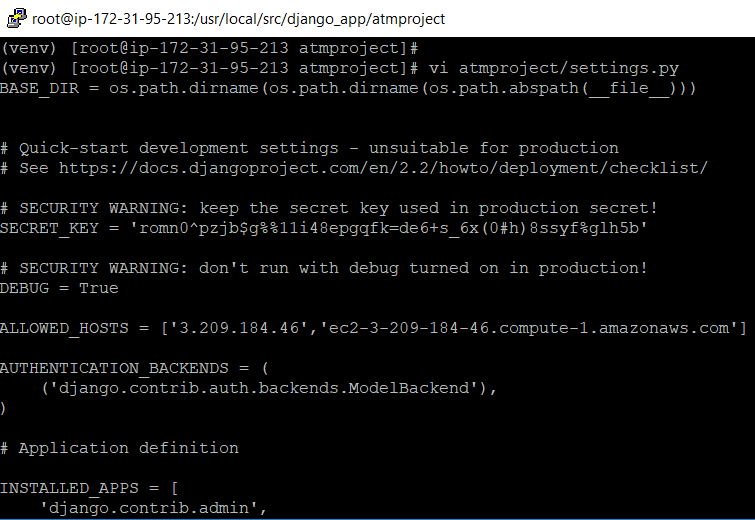 root@ip-172-31-95-213:/usr/local/src/django_app/atmproject
(venv) [root@ip-172-31-95-213 atmproject]#
(venv) [root@ip-172-31-95-213 atmproject]# vi atmproject/settings.py
BASE_DIR = os.path.dirname(os.path.dirname(os.path.abspath(__file__)))
# Quick-start development settings - unsuitable for production
# See https://docs.djangoproject.com/en/2.2/howto/deployment/checklist/
# SECURITY WARNING: keep the secret key used in production secret!
SECRET_KEY = 'romn0^pzjb$g%%11i48epgqfk=de6+s_6x(0#h)8ssyf%glh5b'
# SECURITY WARNING: don't run with debug turned on in production!
DEBUG = True
ALLOWED_HOSTS = ['3.209.184.46','ec2-3-209-184-46.compute-1.amazonaws.com']
AUTHENTICATION_BACKENDS = (
    ('django.contrib.auth.backends.ModelBackend'),
)
# Application definition
INSTALLED_APPS = [
    'django.contrib.admin',